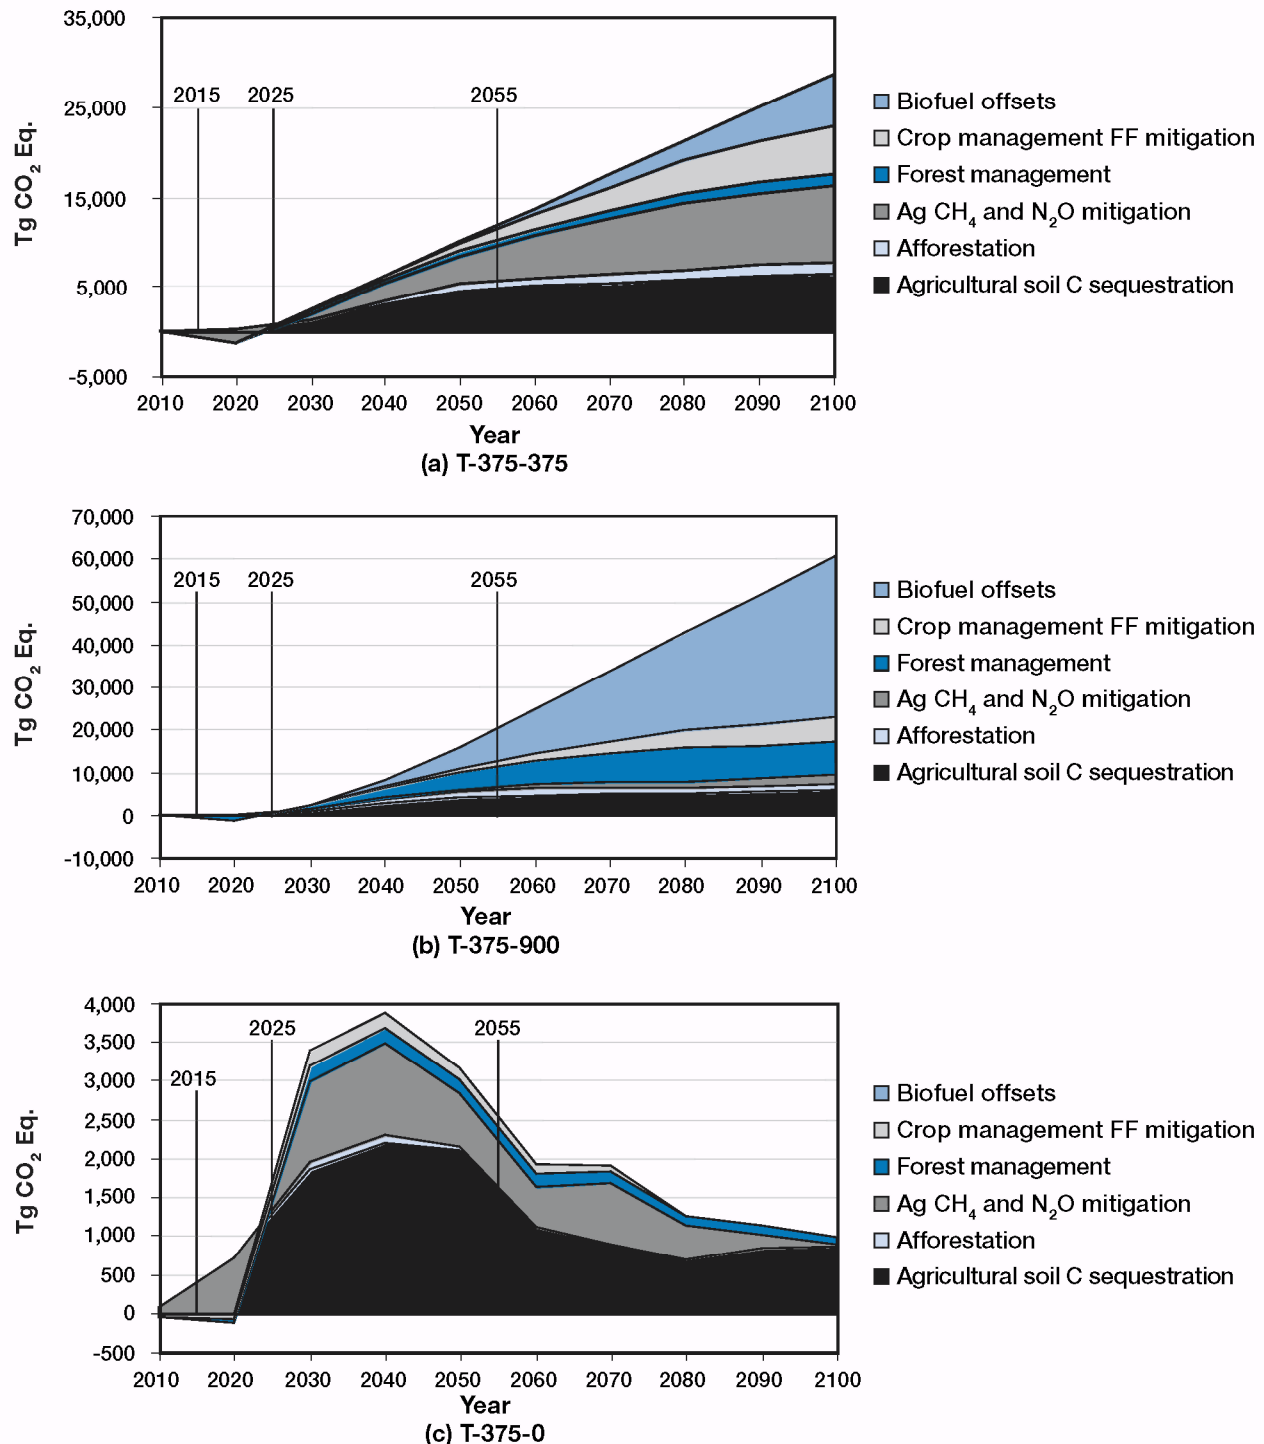 35,000
25,000
15,000
5,000
-5,000
Tg CO2 Eq.
2015 2025 2055
2010 2020 2030 2040 2050 2060 2070 2080 2090 2100
Year
(a) T-375-375
Biofuel offsets
Crop management FF mitigation
Forest management
Ag CH4 and N2O mitigation
Afforestation
Agricultural soil C sequestration
70,000
60,000
50,000
40,000
30,000
20,000
10,000
0
-10,000
Tg CO2 Eq.
2015 2025 2055
2010 2020 2030 2040 2050 2060 2070 2080 2090 2100
Year
(b) T-375-900
Biofuel offsets
Crop management FF mitigation
Forest management
Ag CH4 and N2O mitigation
Afforestation
Agricultural soil C sequestration
4,000
3,500
3,000
2,500
2,000
1,500
1,000
500
0
-500
Tg CO2 Eq.
2015 2025 2055
2010 2020 2030 2040 2050 2060 2070 2080 2090 2100
Year
(c) T-375-0
Biofuel offsets
Crop management FF mitigation
Forest management
Ag CH4 and N2O mitigation
Afforestation
Agricultural soil C sequestration